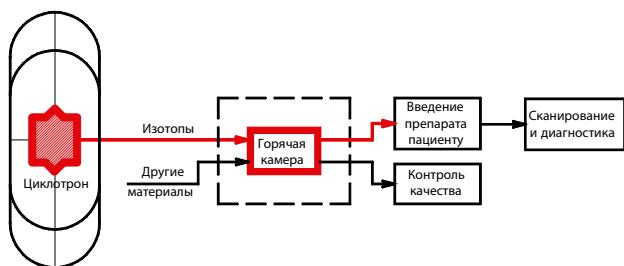 Циклотрон
Изотопы
Другие
материалы
Горячая
камера
Введение
препарата
пациенту
Контроль
качества
Сканирование
и диагностика